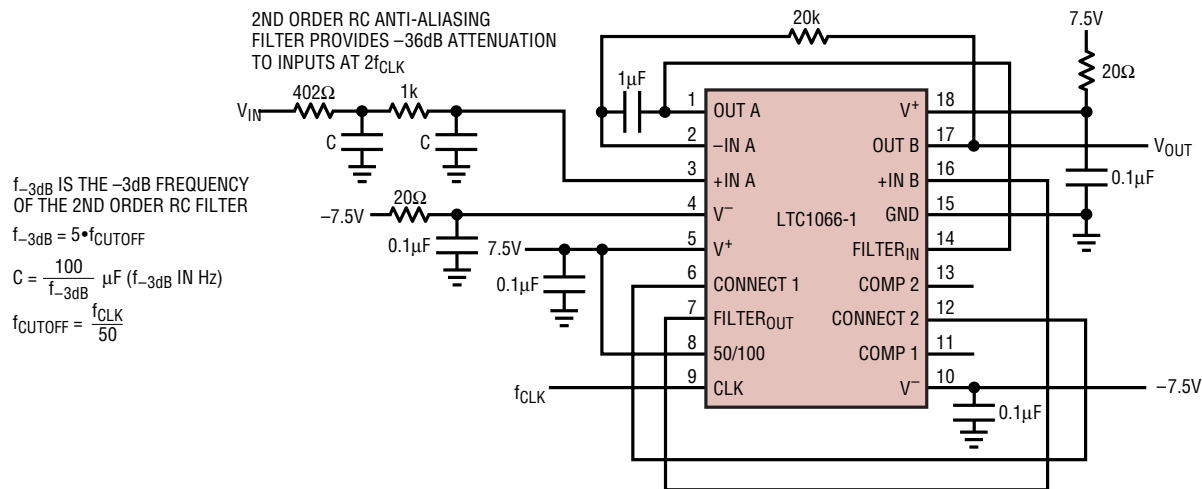 2ND ORDER RC ANTI-ALIASING
FILTER PROVIDES –36dB ATTENUATION
TO INPUTS AT 2fCLK
20k
7.5V
20Ω
402Ω
1k
1µF
VIN
C
C
1 OUT A
2 –IN A
3 +IN A
4 V–
5 V+
6 CONNECT 1
7 FILTEROUT
8 50/100
9 CLK
LTC1066-1
V+ 18
OUT B 17
+IN B 16
GND 15
FILTERIN 14
COMP 2 13
CONNECT 2 12
COMP 1 11
V– 10
VOUT
0.1µF
–7.5V
20Ω
0.1µF
7.5V
0.1µF
fCLK
–7.5V
0.1µF
f–3dB IS THE –3dB FREQUENCY
OF THE 2ND ORDER RC FILTER
f–3dB = 5•fCUTOFF
C = 100/f–3dB µF (f–3dB IN Hz)
fCUTOFF = fCLK/50